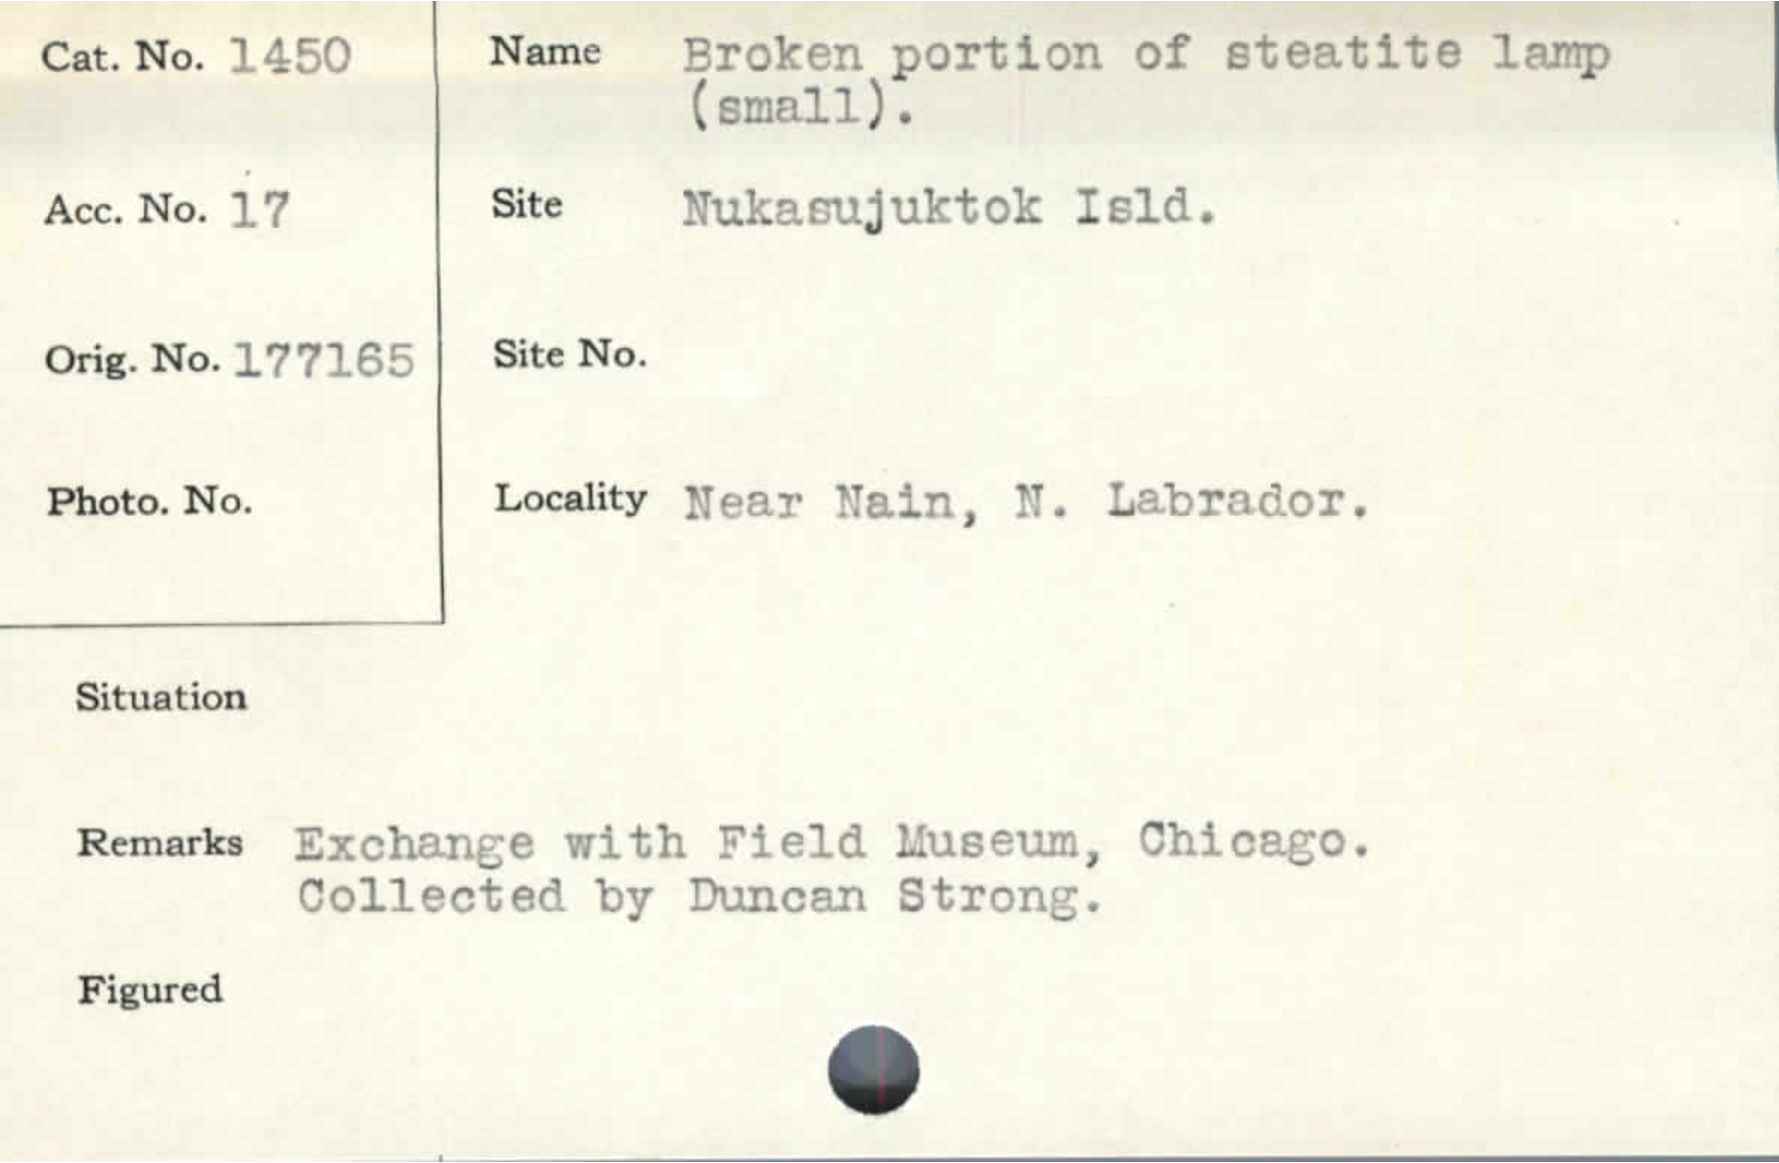 Cat. No. 1450
Name Broken portion of steatite lamp
(small).
Acc. No. 17
Site Nukasujuktok Isld.
Orig. No. 177165
Site No.
Photo. No.
Locality Near Nain, N. Labrador.
Situation
Remarks Exchange with Field Museum, Chicago.
Collected by Duncan Strong.
Figured